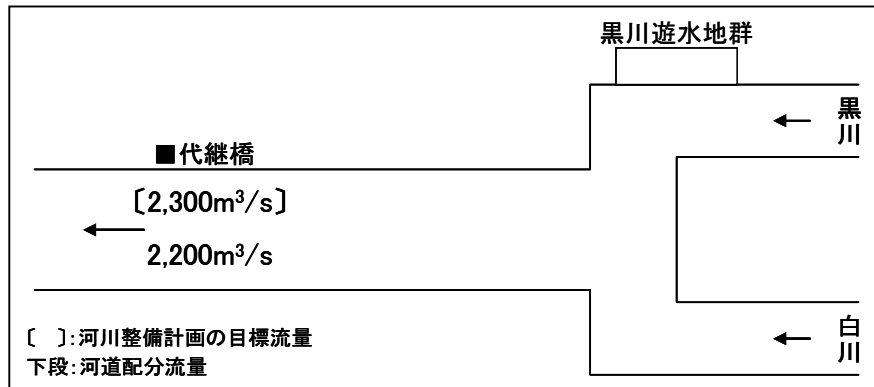 黒川遊水地群
黒川
■代継橋
〔2,300m³/s〕
2,200m³/s
〔　〕:河川整備計画の目標流量
下段:河道配分流量
白川